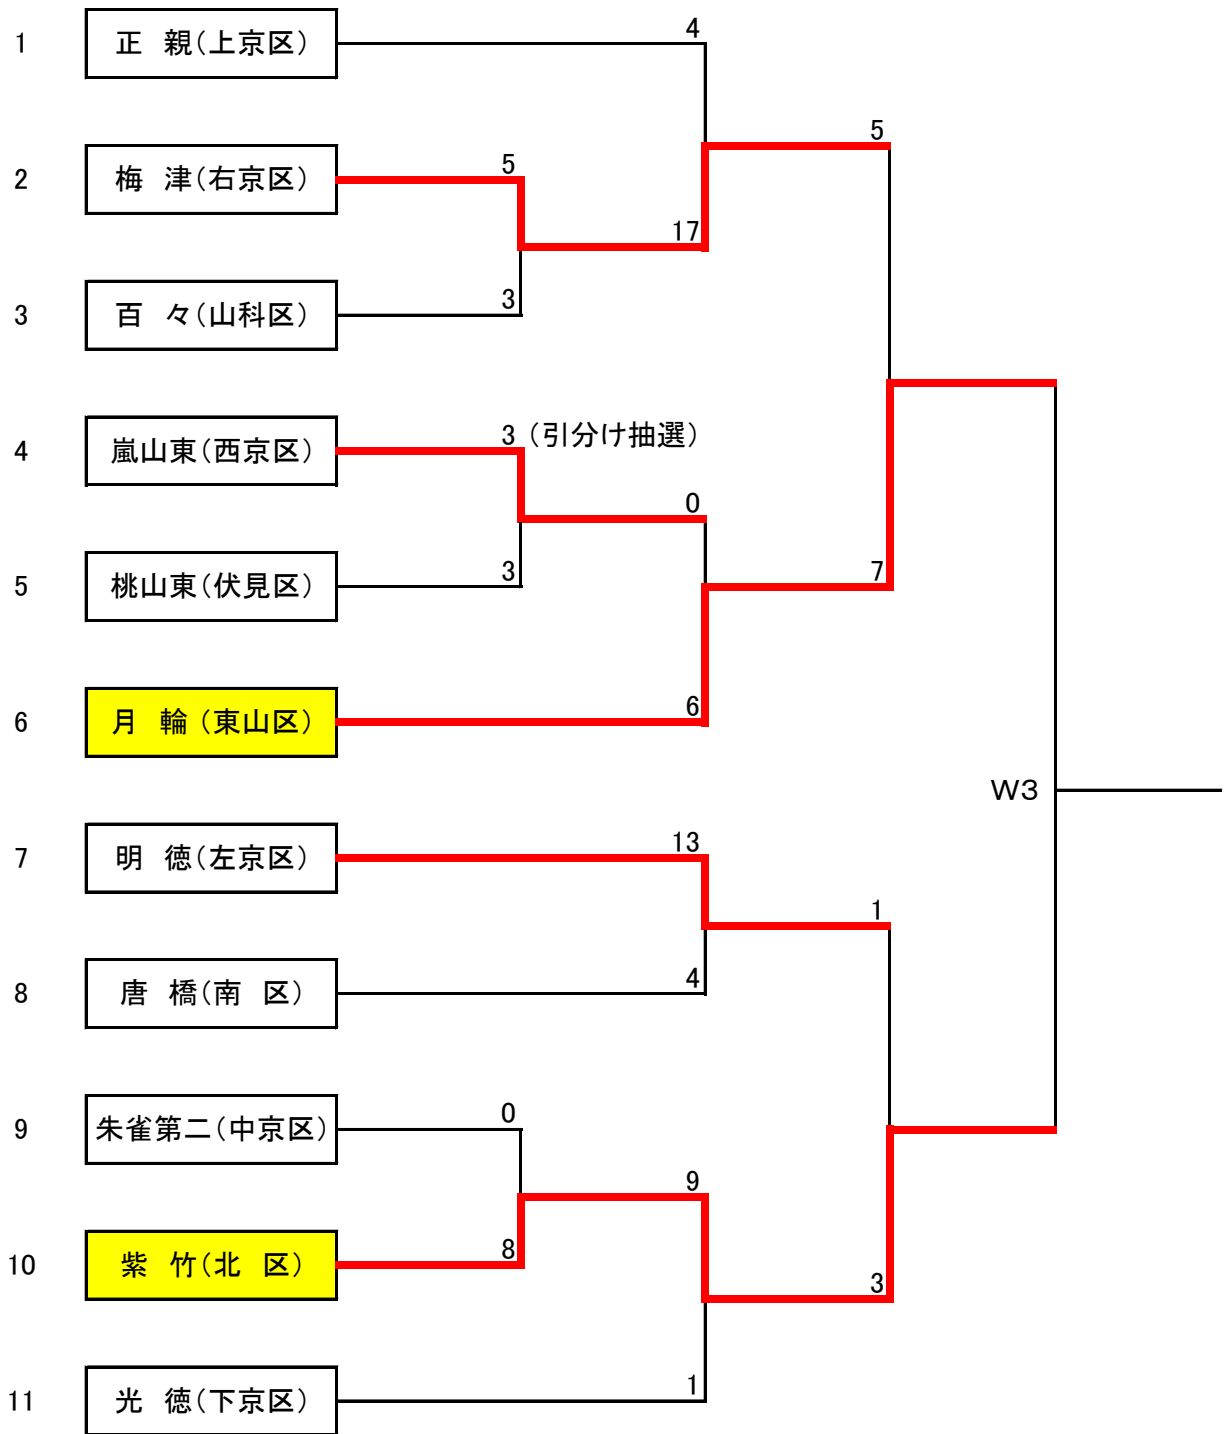 4
1 正 親(上京区)
5
5
2 梅 津(右京区)
17
3
3 百 々(山科区)
3 (引分け抽選)
4 嵐山東(西京区)
0
3
7
5 桃山東(伏見区)
6
6 月 輪(東山区)
W3
13
7 明 徳(左京区)
1
4
8 唐 橋(南 区)
0
9 朱雀第二(中京区)
9
8
10 紫 竹(北 区)
3
1
11 光 徳(下京区)